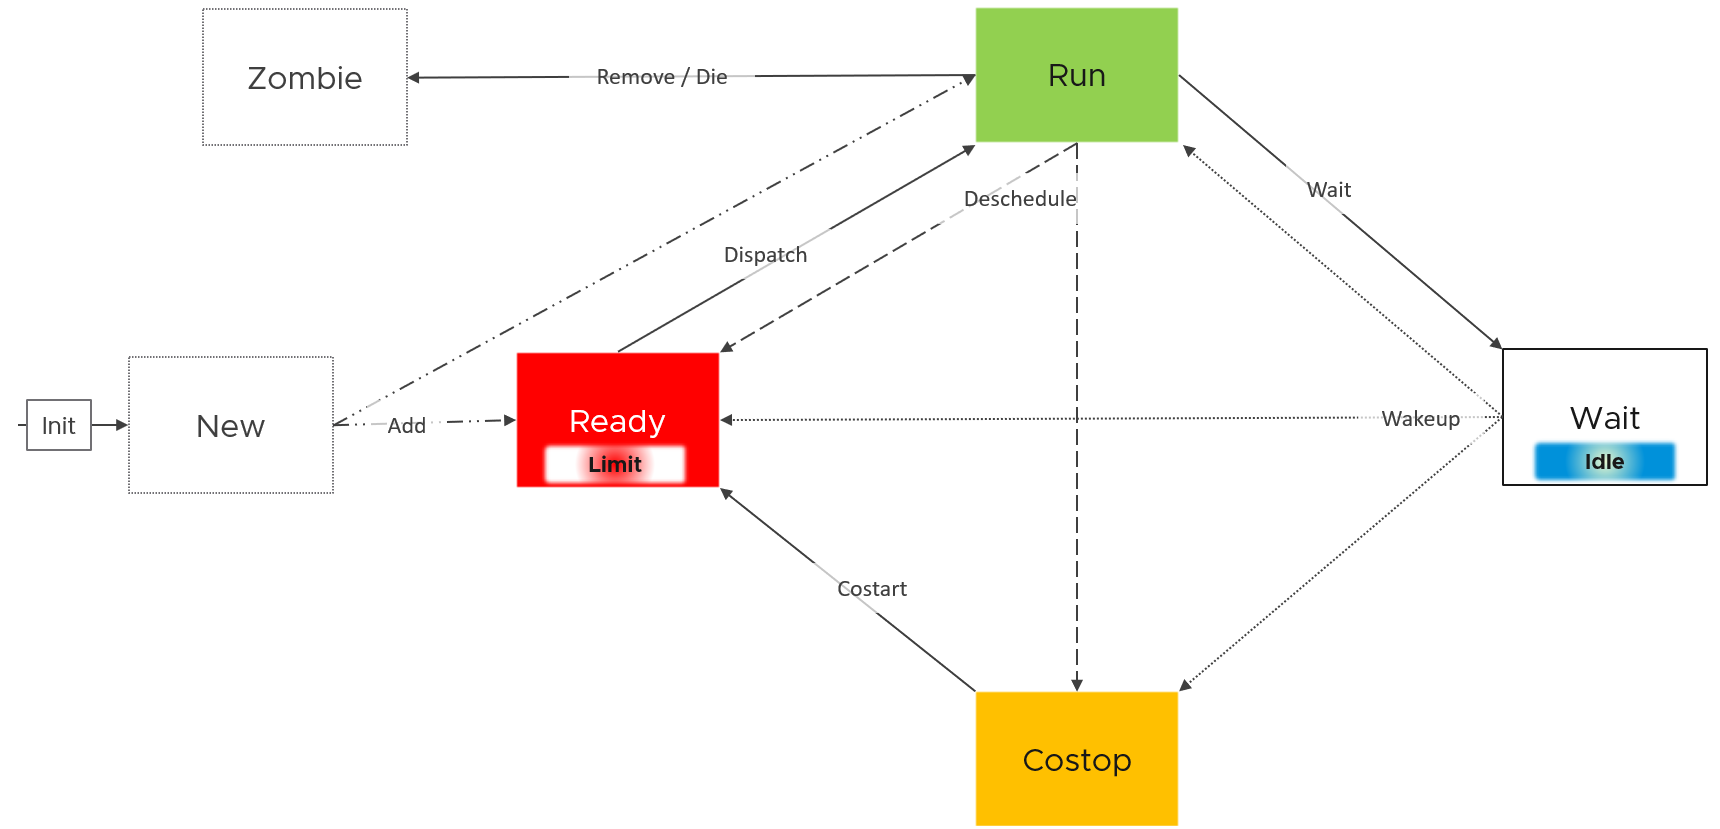 Zombie
Remove / Die
Run
Wait
Deschedule
Dispatch
Init
New
Add
Ready
Limit
Wakeup
Wait
Idle
Costart
Costop